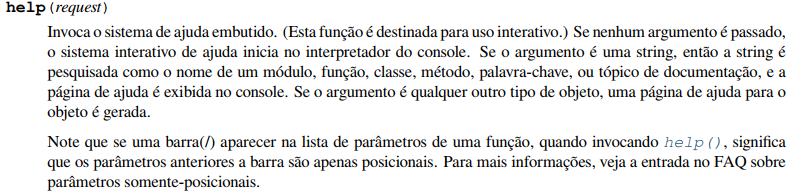 help(request)
Invoca o sistema de ajuda embutido. (Esta função é destinada para uso interativo.) Se nenhum argumento é passado,
o sistema interativo de ajuda inicia no interpretador do console. Se o argumento é uma string, então a string é
pesquisada como o nome de um módulo, função, classe, método, palavra-chave, ou tópico de documentação, e a
página de ajuda é exibida no console. Se o argumento é qualquer outro tipo de objeto, uma página de ajuda para o
objeto é gerada.
Note que se uma barra(/) aparecer na lista de parâmetros de uma função, quando invocando help(), significa
que os parâmetros anteriores a barra são apenas posicionais. Para mais informações, veja a entrada no FAQ sobre
parâmetros somente-posicionais.